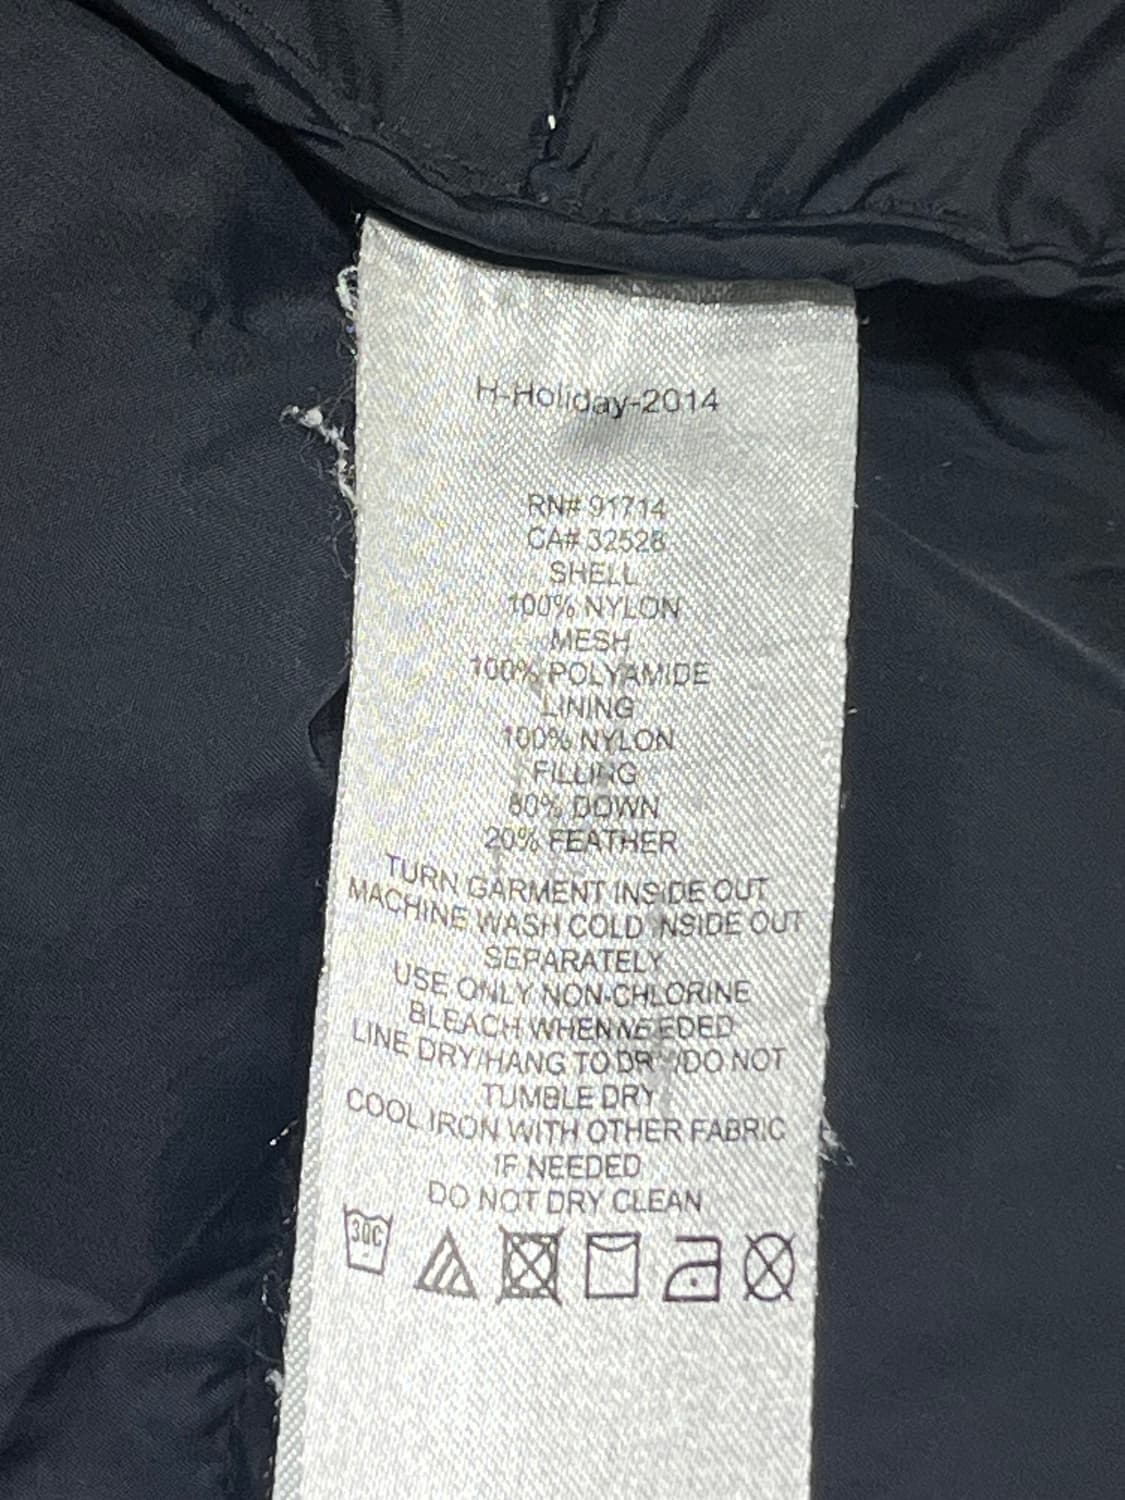 H-Holiday-2014
RN# 91714
CA# 32528
SHELL
100% NYLON
MESH
100% POLYAMIDE
LINING
100% NYLON
FILLING
80% DOWN
20% FEATHER
TURN GARMENT INSIDE OUT
MACHINE WASH COLD INSIDE OUT
SEPARATELY
USE ONLY NON-CHLORINE
BLEACH WHEN NEEDED
LINE DRY/HANG TO DRY/DO NOT
TUMBLE DRY
COOL IRON WITH OTHER FABRIC
IF NEEDED
DO NOT DRY CLEAN
30C